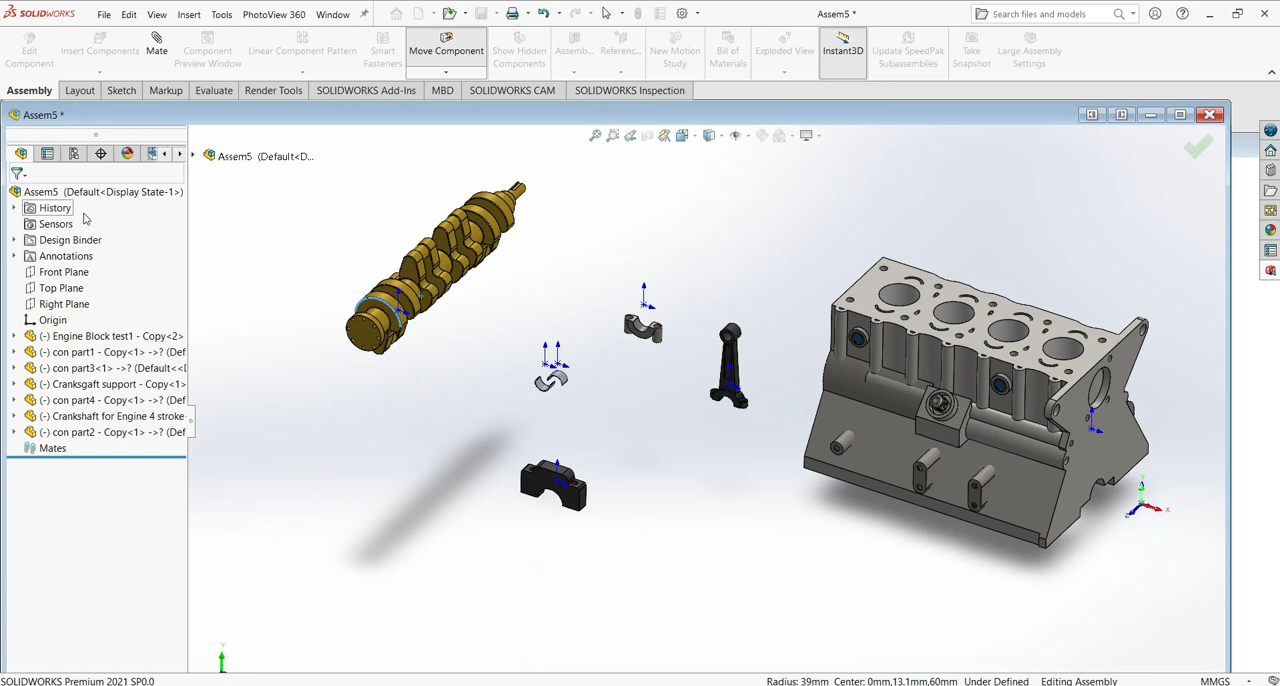 SOLIDWORKS File Edit View Insert Tools PhotoView 360 Window Assem5 * Search files and models
Edit Component
Insert Components
Mate
Component Preview Window
Linear Component Pattern
Smart Fasteners
Move Component
Show Hidden Components
Assemb...
Referenc...
New Motion Study
Bill of Materials
Exploded View
Instant3D
Update SpeedPak Subassemblies
Take Snapshot
Large Assembly Settings
Assembly Layout Sketch Markup Evaluate Render Tools SOLIDWORKS Add-Ins MBD SOLIDWORKS CAM SOLIDWORKS Inspection
Assem5 *
Assem5 (Default<D...
Assem5 (Default<Display State-1>)
History
Sensors
Design Binder
Annotations
Front Plane
Top Plane
Right Plane
Origin
(-) Engine Block test1 - Copy<2>
(-) con part1 - Copy<1> ->? (Def
(-) con part3<1> ->? (Default<<D
(-) Cranksgaft support - Copy<1>
(-) con part4 - Copy<1> ->? (Def
(-) Crankshaft for Engine 4 stroke
(-) con part2 - Copy<1> ->? (Def
Mates
Y
X
Z
Y
SOLIDWORKS Premium 2021 SP0.0 Radius: 39mm Center: 0mm,13.1mm,60mm Under Defined Editing Assembly MMGS